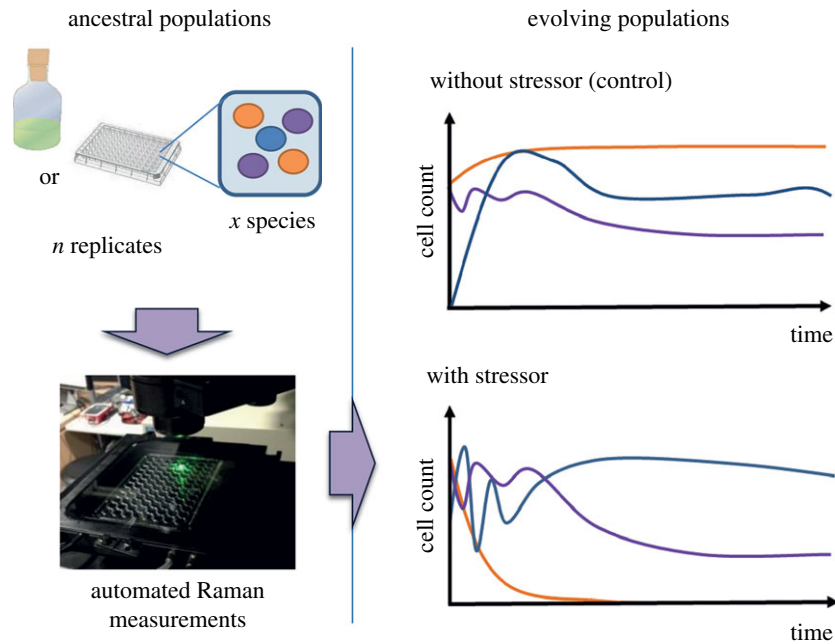 ancestral populations
or
n replicates
x species
automated Raman
measurements
evolving populations
without stressor (control)
cell count
time
with stressor
cell count
time